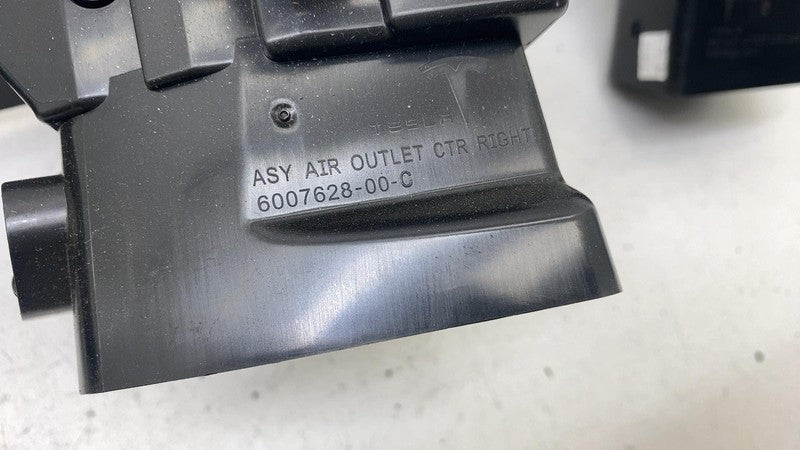 TESLA
ASY AIR OUTLET CTR RIGHT
6007628-00-C